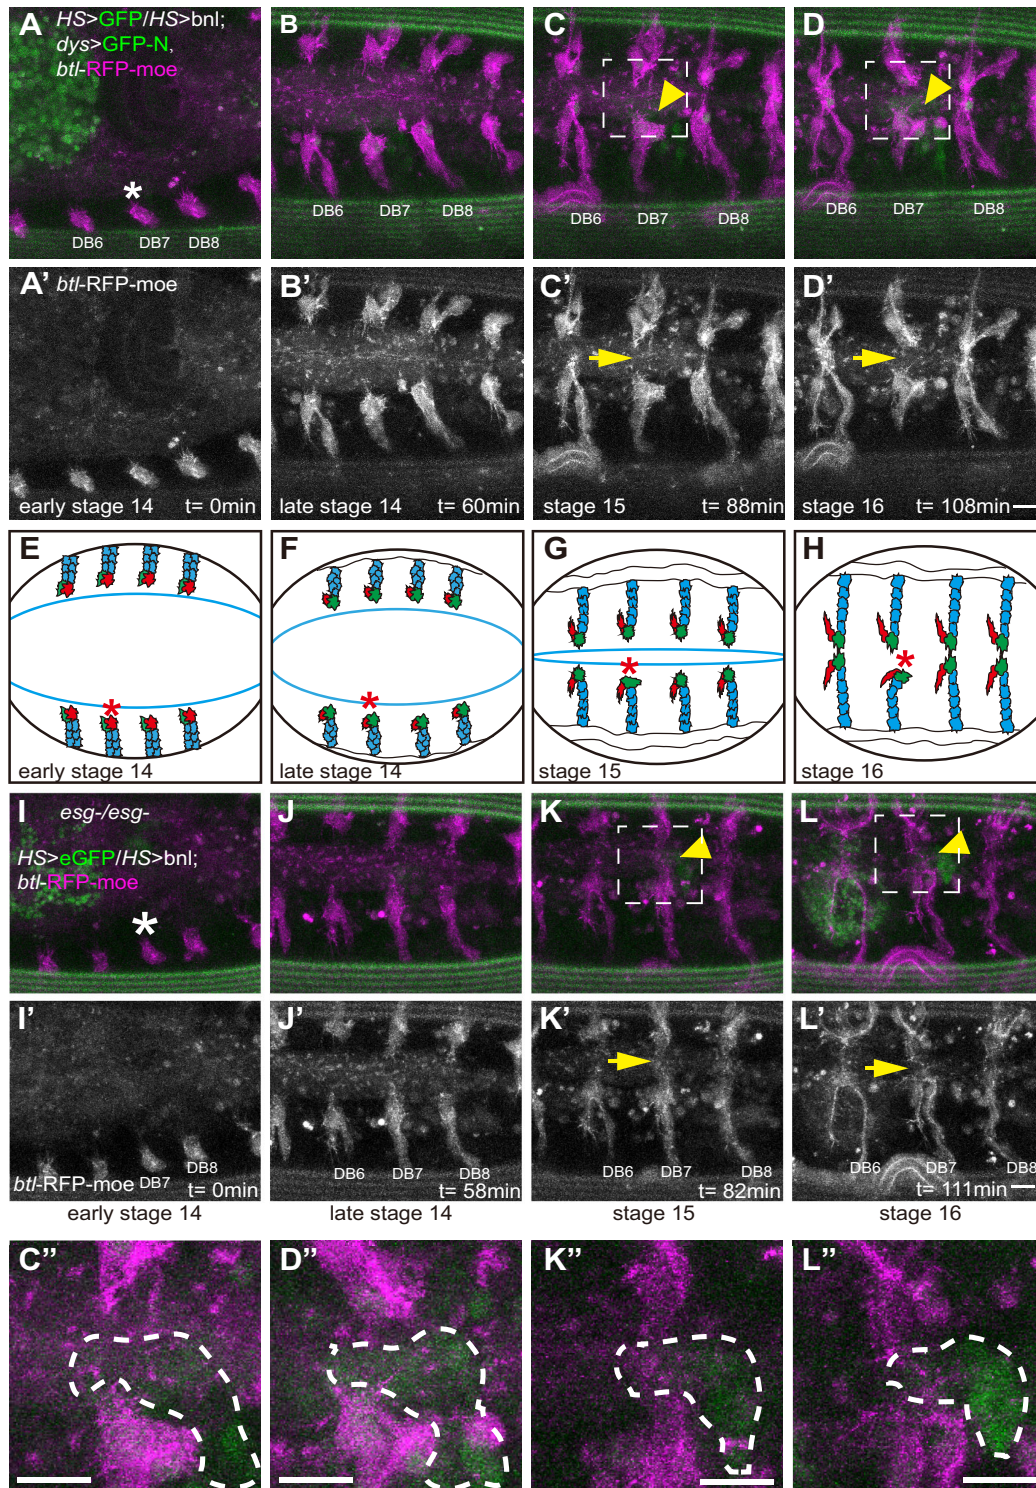 A
HS>GFP/HS>bnl;
dys>GFP-N,
btl-RFP-moe
*
DB6 DB7 DB8
B
DB6 DB7 DB8
C
DB6 DB7 DB8
D
DB6 DB7 DB8
A’ btl-RFP-moe
early stage 14 t= 0min
B’
late stage 14 t= 60min
C’
stage 15 t= 88min
D’
stage 16 t= 108min
E
*
early stage 14
F
*
late stage 14
G
*
stage 15
H
*
stage 16
I
esg-/esg-
HS>eGFP/HS>bnl;
btl-RFP-moe
*
J
K
L
I’
DB8
btl-RFP-moe DB7
t= 0min
early stage 14
J’
DB6 DB7 DB8
t= 58min
late stage 14
K’
DB6 DB7 DB8
t= 82min
stage 15
L’
DB6 DB7 DB8
t= 111min
stage 16
C”
D”
K”
L”